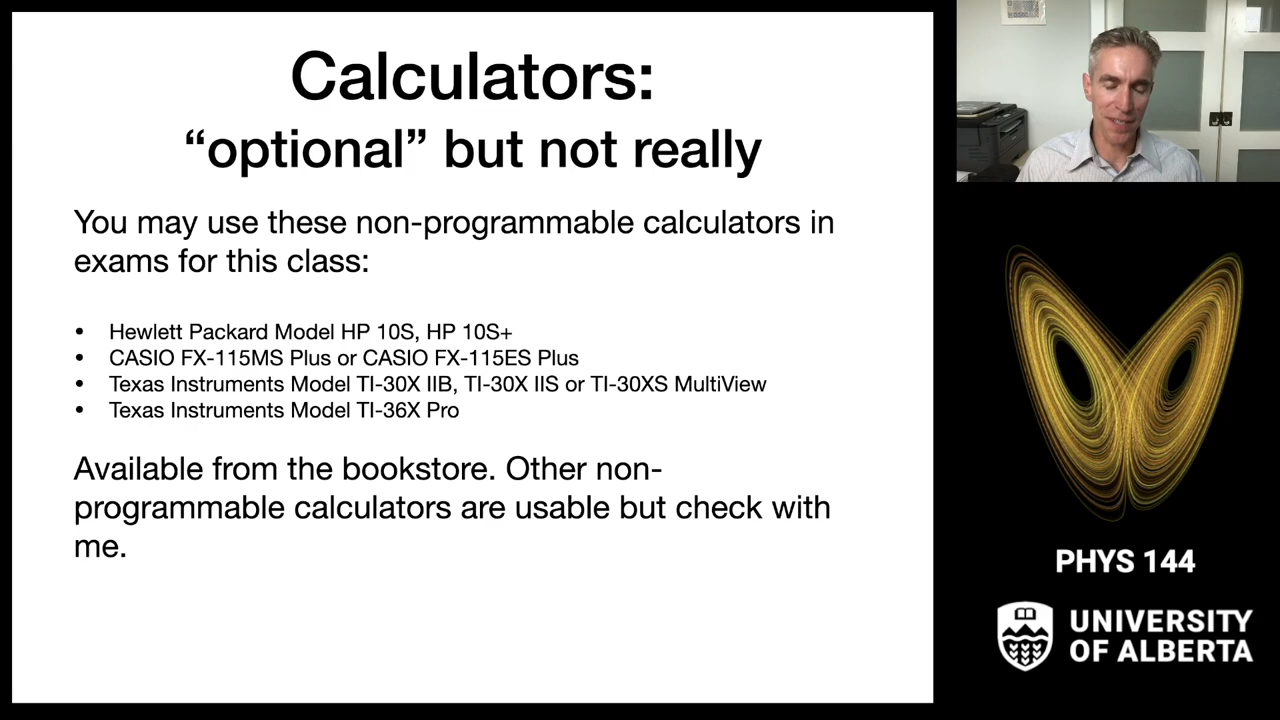 Calculators:
“optional” but not really
You may use these non-programmable calculators in
exams for this class:
• Hewlett Packard Model HP 10S, HP 10S+
• CASIO FX-115MS Plus or CASIO FX-115ES Plus
• Texas Instruments Model TI-30X IIB, TI-30X IIS or TI-30XS MultiView
• Texas Instruments Model TI-36X Pro
Available from the bookstore. Other non-
programmable calculators are usable but check with
me.
PHYS 144
UNIVERSITY
OF ALBERTA